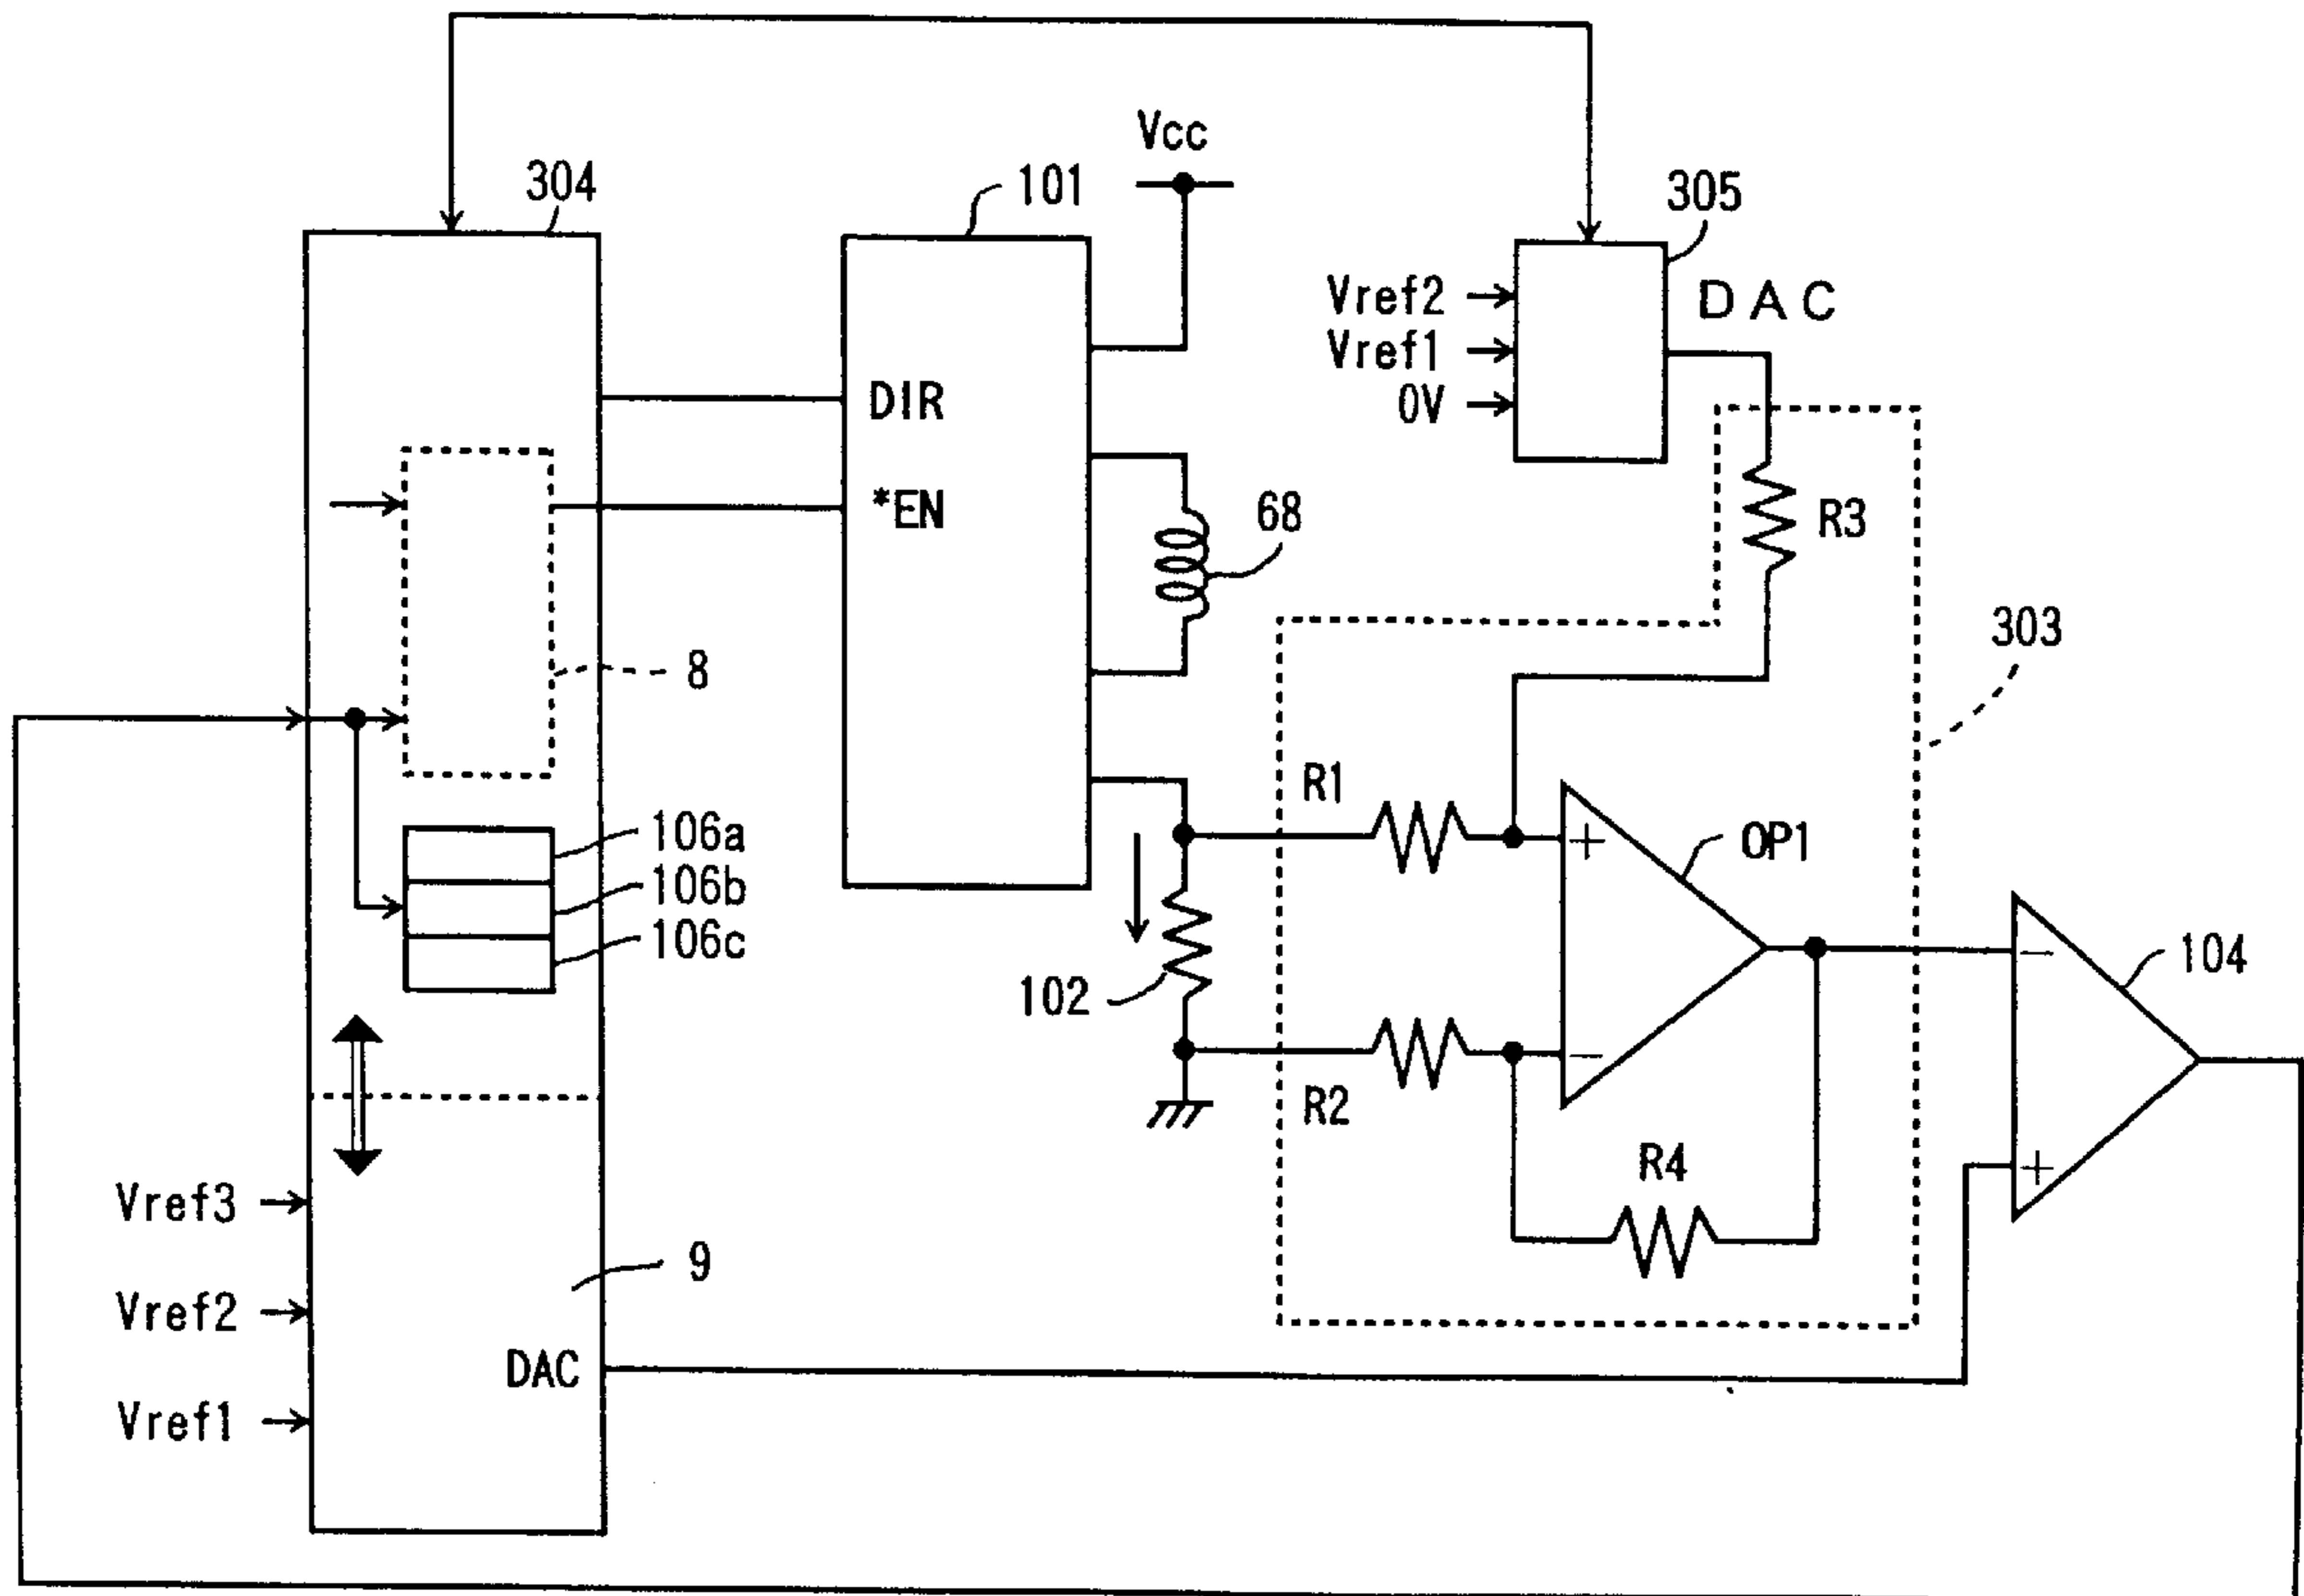 Vcc
304
101
305
Vref2
DAC
Vref1
0V
DIR
*EN
68
R3
303
8
R1
106a
+
OP1
106b
106c
−
104
102
−
R2
+
R4
Vref3
9
Vref2
DAC
Vref1